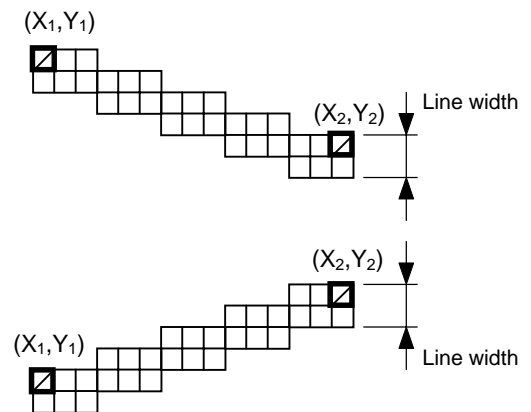 (X₁,Y₁)
Line width
(X₂,Y₂)
(X₂,Y₂)
(X₁,Y₁)
Line width